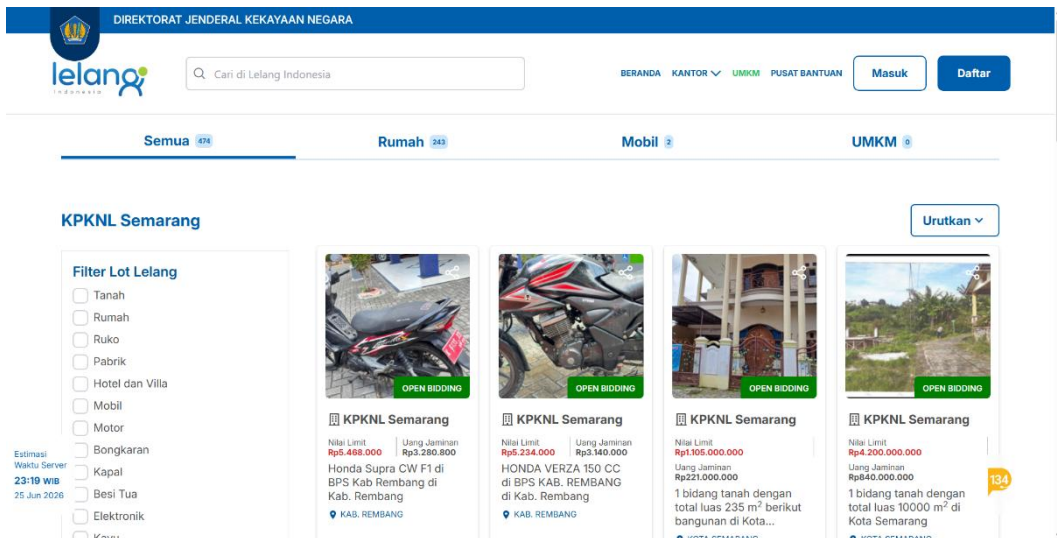 DIREKTORAT JENDERAL KEKAYAAN NEGARA
lelang
Indonesia
Cari di Lelang Indonesia
BERANDA KANTOR UMKM PUSAT BANTUAN Masuk Daftar
Semua 474 Rumah 243 Mobil 2 UMKM 0
KPKNL Semarang
Urutkan
Filter Lot Lelang
Tanah
Rumah
Ruko
Pabrik
Hotel dan Villa
Mobil
Motor
Bongkaran
Kapal
Besi Tua
Elektronik
Kayu
Estimasi
Waktu Server
23:19 WIB
25 Jun 2026
OPEN BIDDING
KPKNL Semarang
Nilai Limit Uang Jaminan
Rp5.468.000 Rp3.280.800
Honda Supra CW F1 di
BPS Kab Rembang di
Kab. Rembang
KAB. REMBANG
OPEN BIDDING
KPKNL Semarang
Nilai Limit Uang Jaminan
Rp5.234.000 Rp3.140.000
HONDA VERZA 150 CC
di BPS KAB. REMBANG
di Kab. Rembang
KAB. REMBANG
OPEN BIDDING
KPKNL Semarang
Nilai Limit
Rp1.105.000.000
Uang Jaminan
Rp221.000.000
1 bidang tanah dengan
total luas 235 m² berikut
bangunan di Kota...
KOTA SEMARANG
OPEN BIDDING
KPKNL Semarang
Nilai Limit
Rp4.200.000.000
Uang Jaminan
Rp840.000.000
1 bidang tanah dengan
total luas 10000 m² di
Kota Semarang
KOTA SEMARANG
134